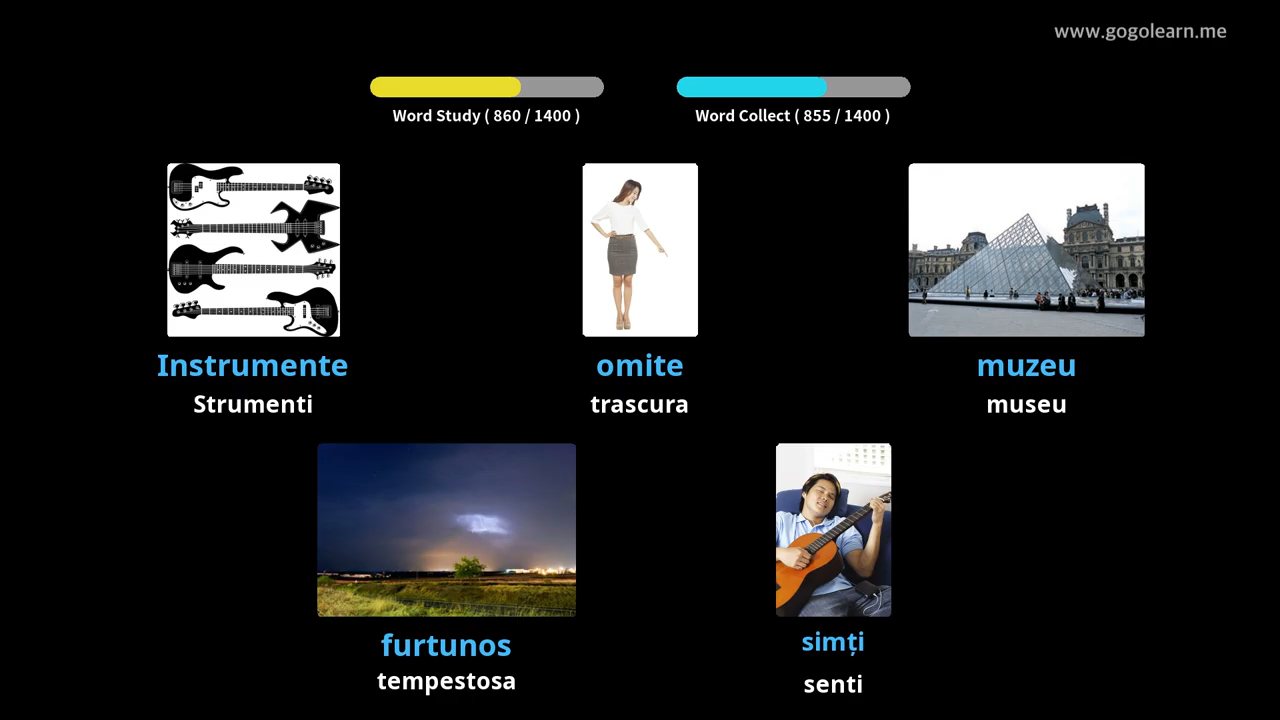 www.gogolearn.me
Word Study ( 860 / 1400 )
Word Collect ( 855 / 1400 )
Instrumente
Strumenti
omite
trascura
muzeu
museu
furtunos
tempestosa
simți
senti